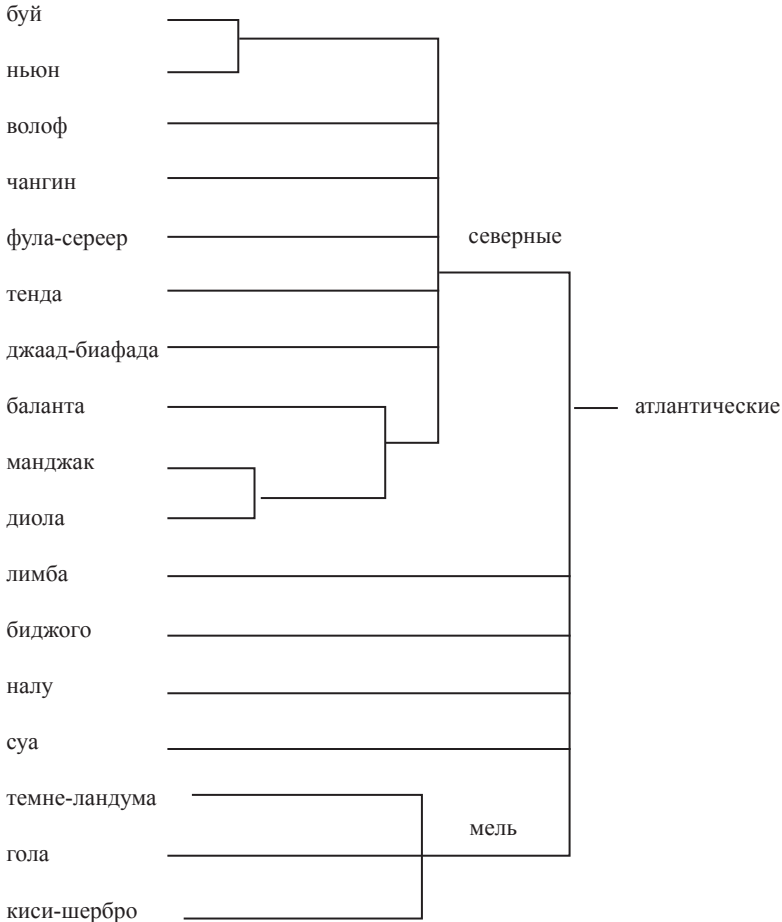 буй
ньюн
волоф
чангин
фула-сереер
северные
тенда
джаад-биафада
баланта
атлантические
манджак
диола
лимба
биджого
налу
суа
темне-ландума
мель
гола
киси-шербро